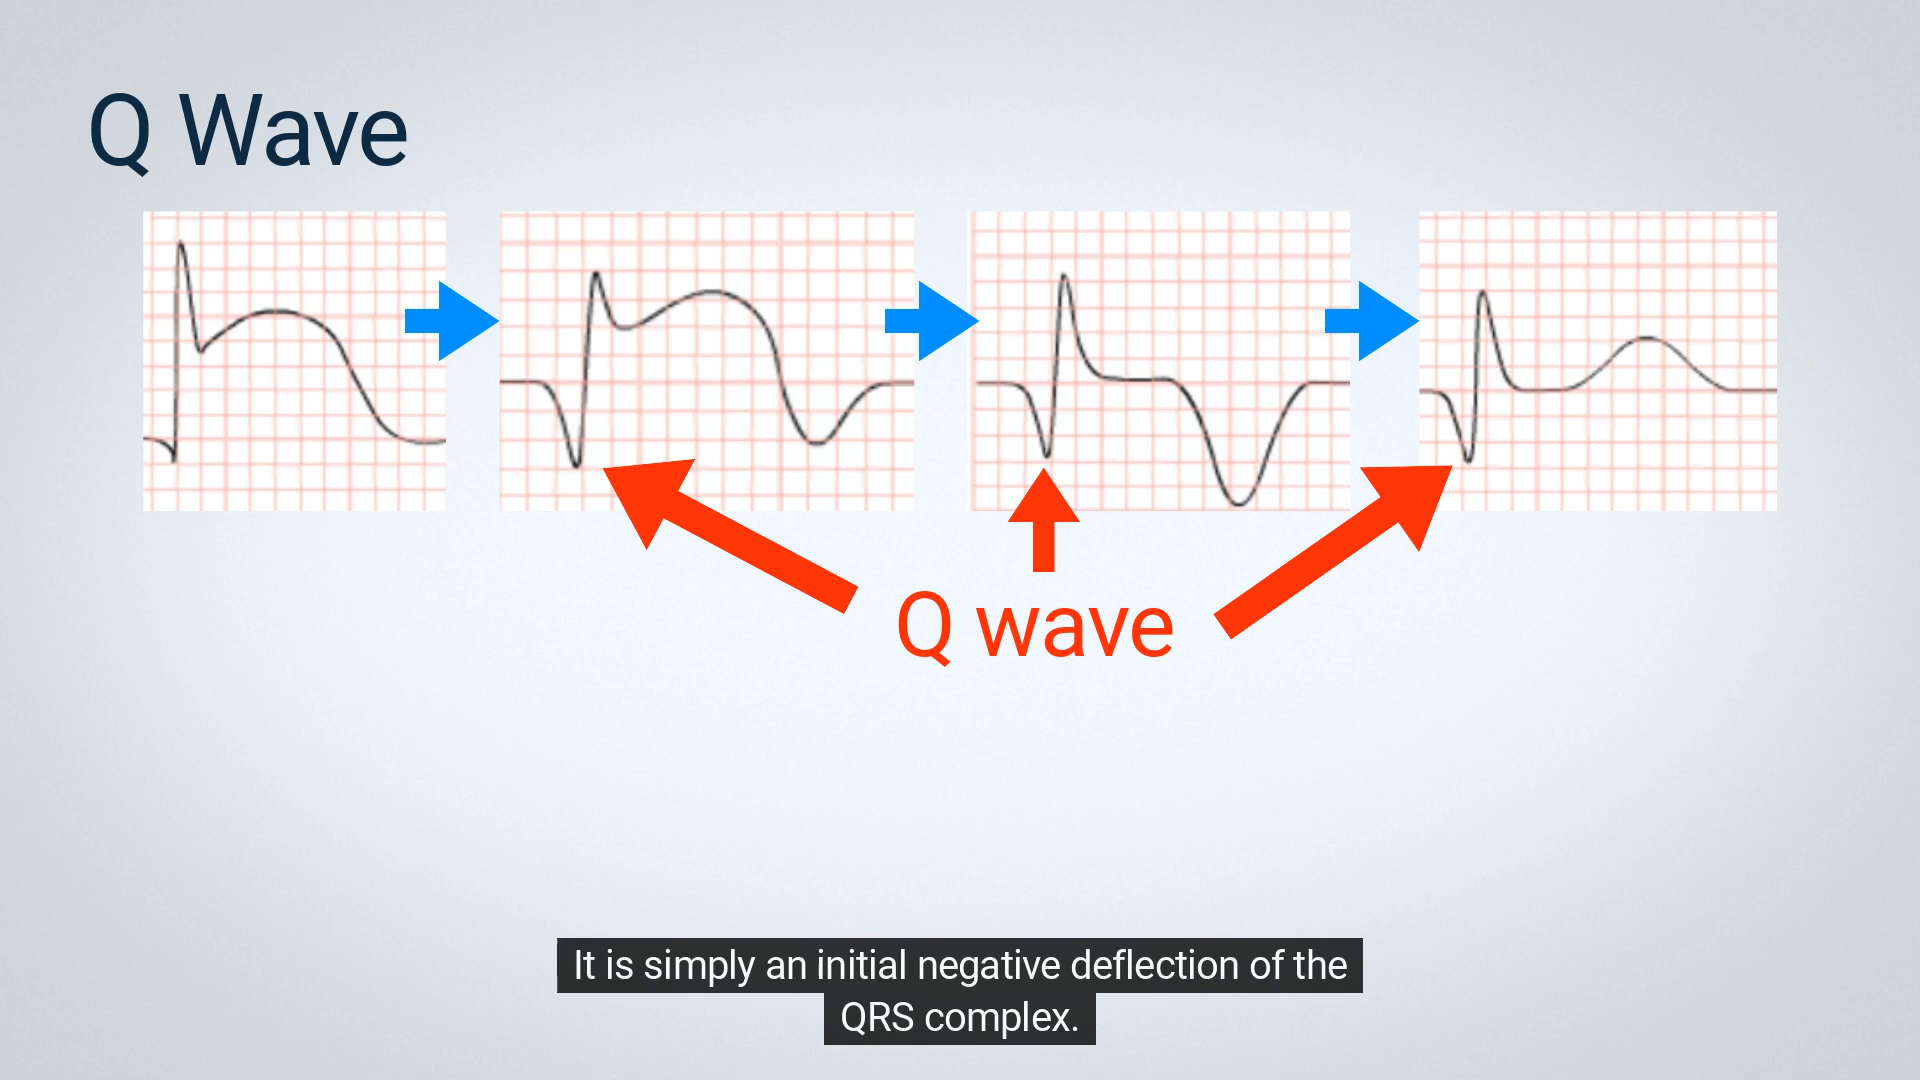 Q Wave
Q wave
It is simply an initial negative deflection of the
QRS complex.